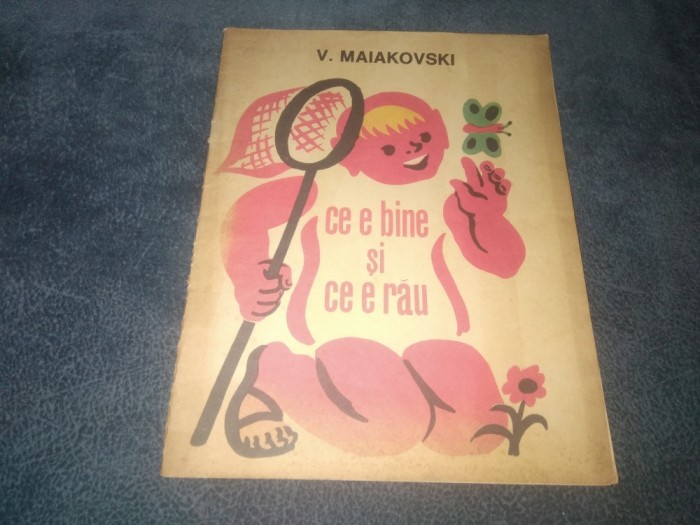 V. MAIAKOVSKI
ce e bine
și
ce e rău